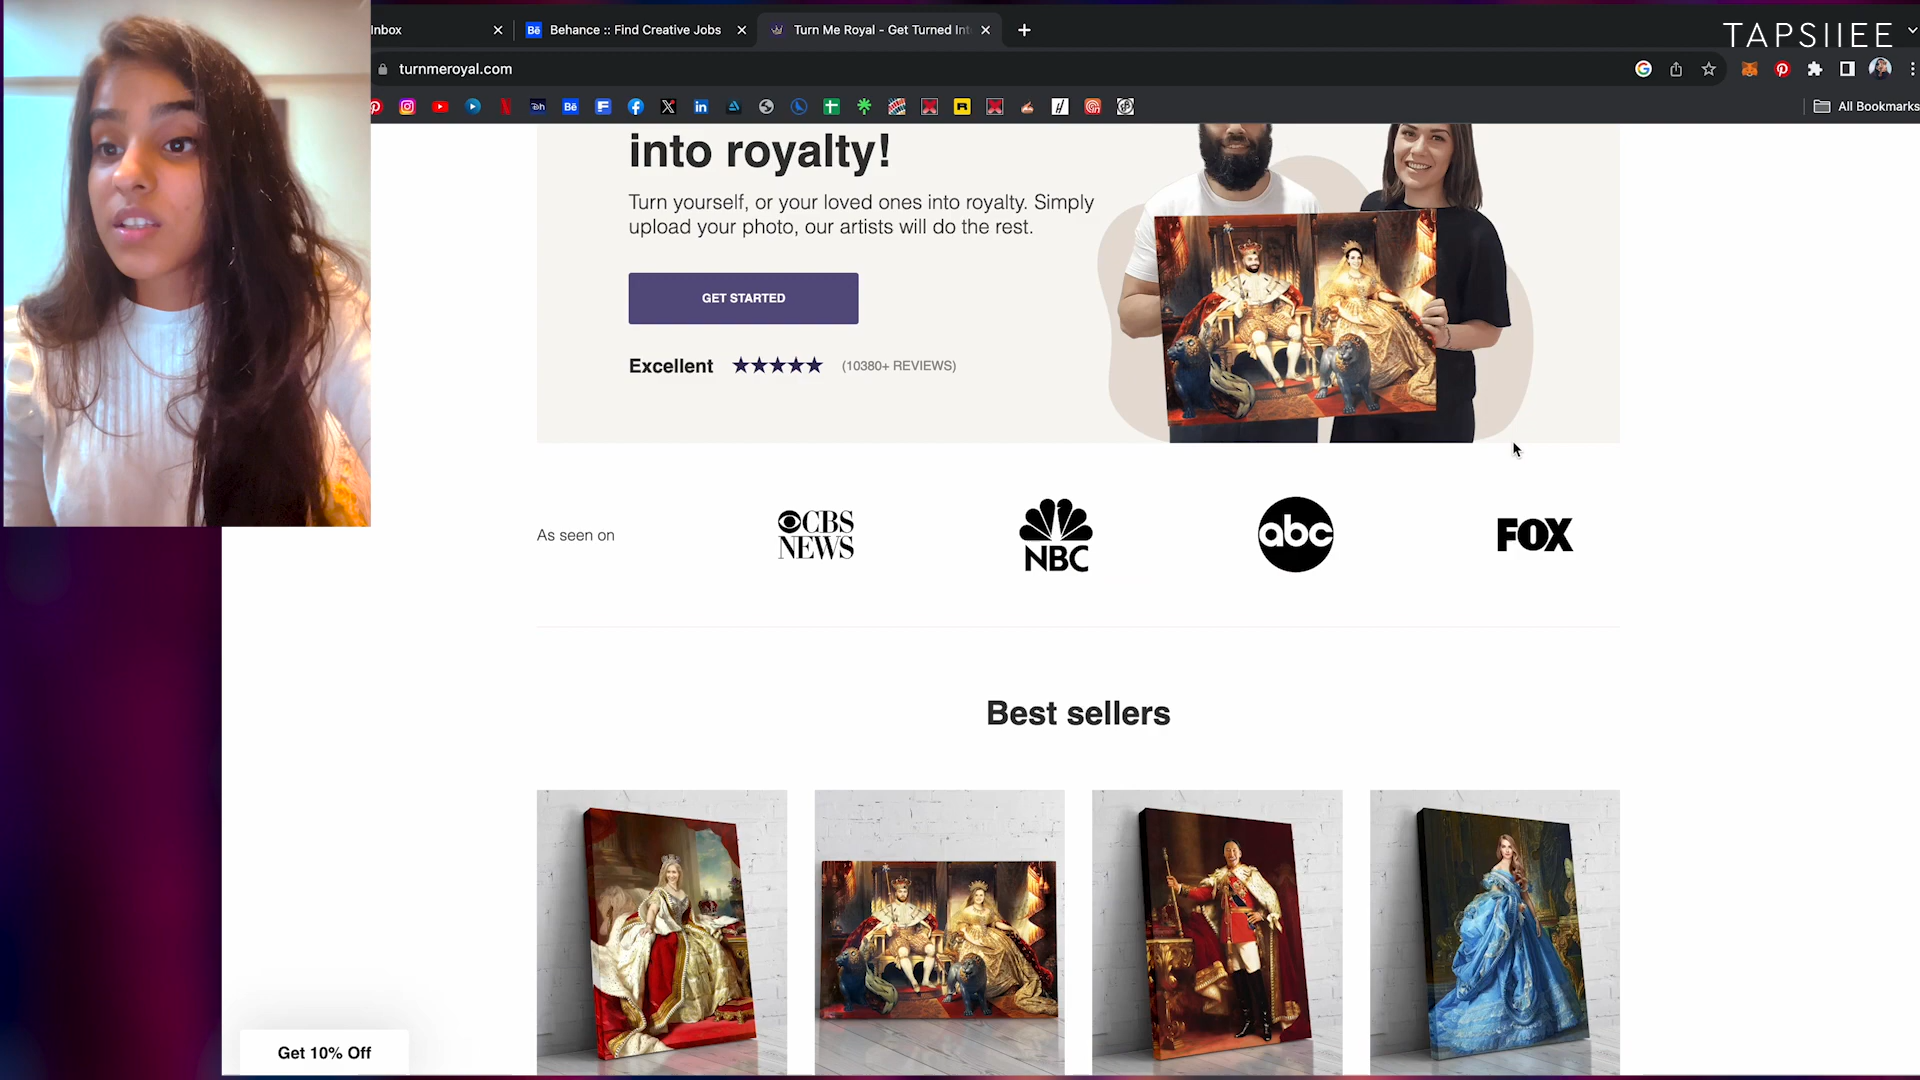 Inbox
Behance :: Find Creative Jobs
Turn Me Royal - Get Turned Int
TAPSIIEE
turnmeroyal.com
All Bookmarks
into royalty!
Turn yourself, or your loved ones into royalty. Simply
upload your photo, our artists will do the rest.
GET STARTED
Excellent ★★★★★ (10380+ REVIEWS)
As seen on
CBS
NEWS
NBC
abc
FOX
Best sellers
Get 10% Off